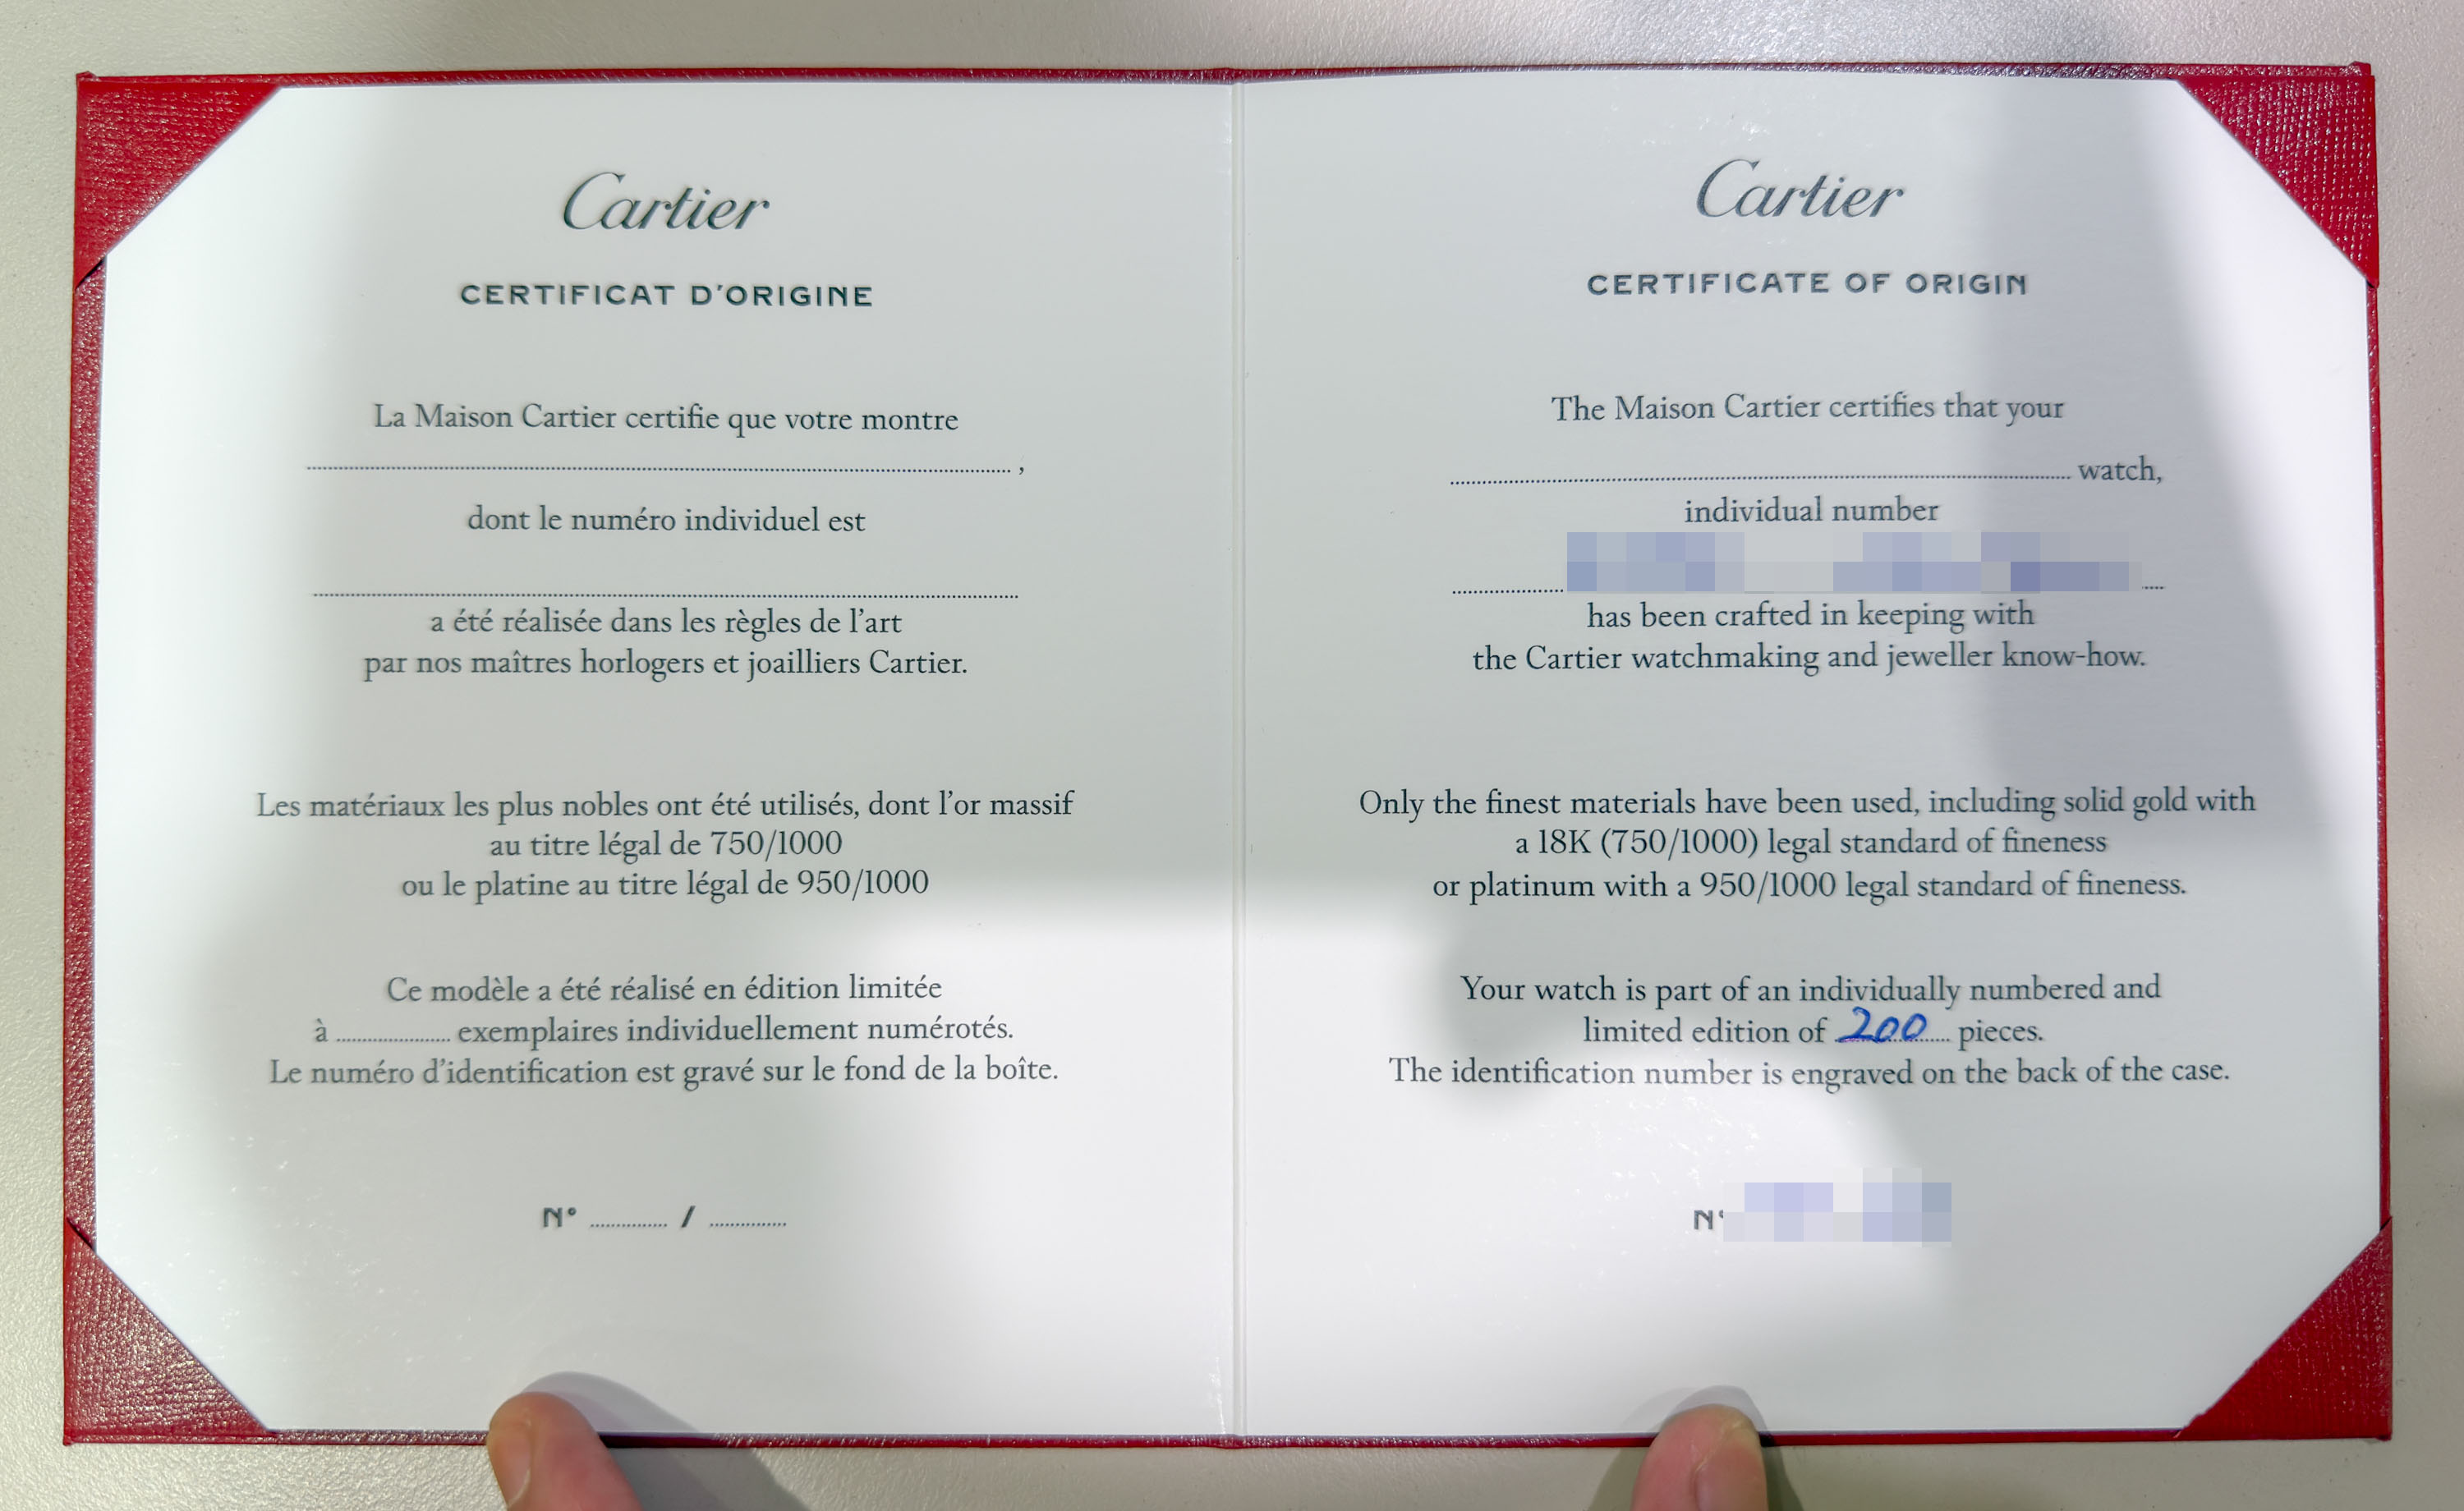 Cartier
CERTIFICAT D'ORIGINE
La Maison Cartier certifie que votre montre
,
dont le numéro individuel est
a été réalisée dans les règles de l'art
par nos maîtres horlogers et joailliers Cartier.
Les matériaux les plus nobles ont été utilisés, dont l'or massif
au titre légal de 750/1000
ou le platine au titre légal de 950/1000
Ce modèle a été réalisé en édition limitée
à ............ exemplaires individuellement numérotés.
Le numéro d'identification est gravé sur le fond de la boîte.
N° ............ / ............
Cartier
CERTIFICATE OF ORIGIN
The Maison Cartier certifies that your
............ watch,
individual number
has been crafted in keeping with
the Cartier watchmaking and jeweller know-how.
Only the finest materials have been used, including solid gold with
a 18K (750/1000) legal standard of fineness
or platinum with a 950/1000 legal standard of fineness.
Your watch is part of an individually numbered and
limited edition of 200 pieces.
The identification number is engraved on the back of the case.
N°